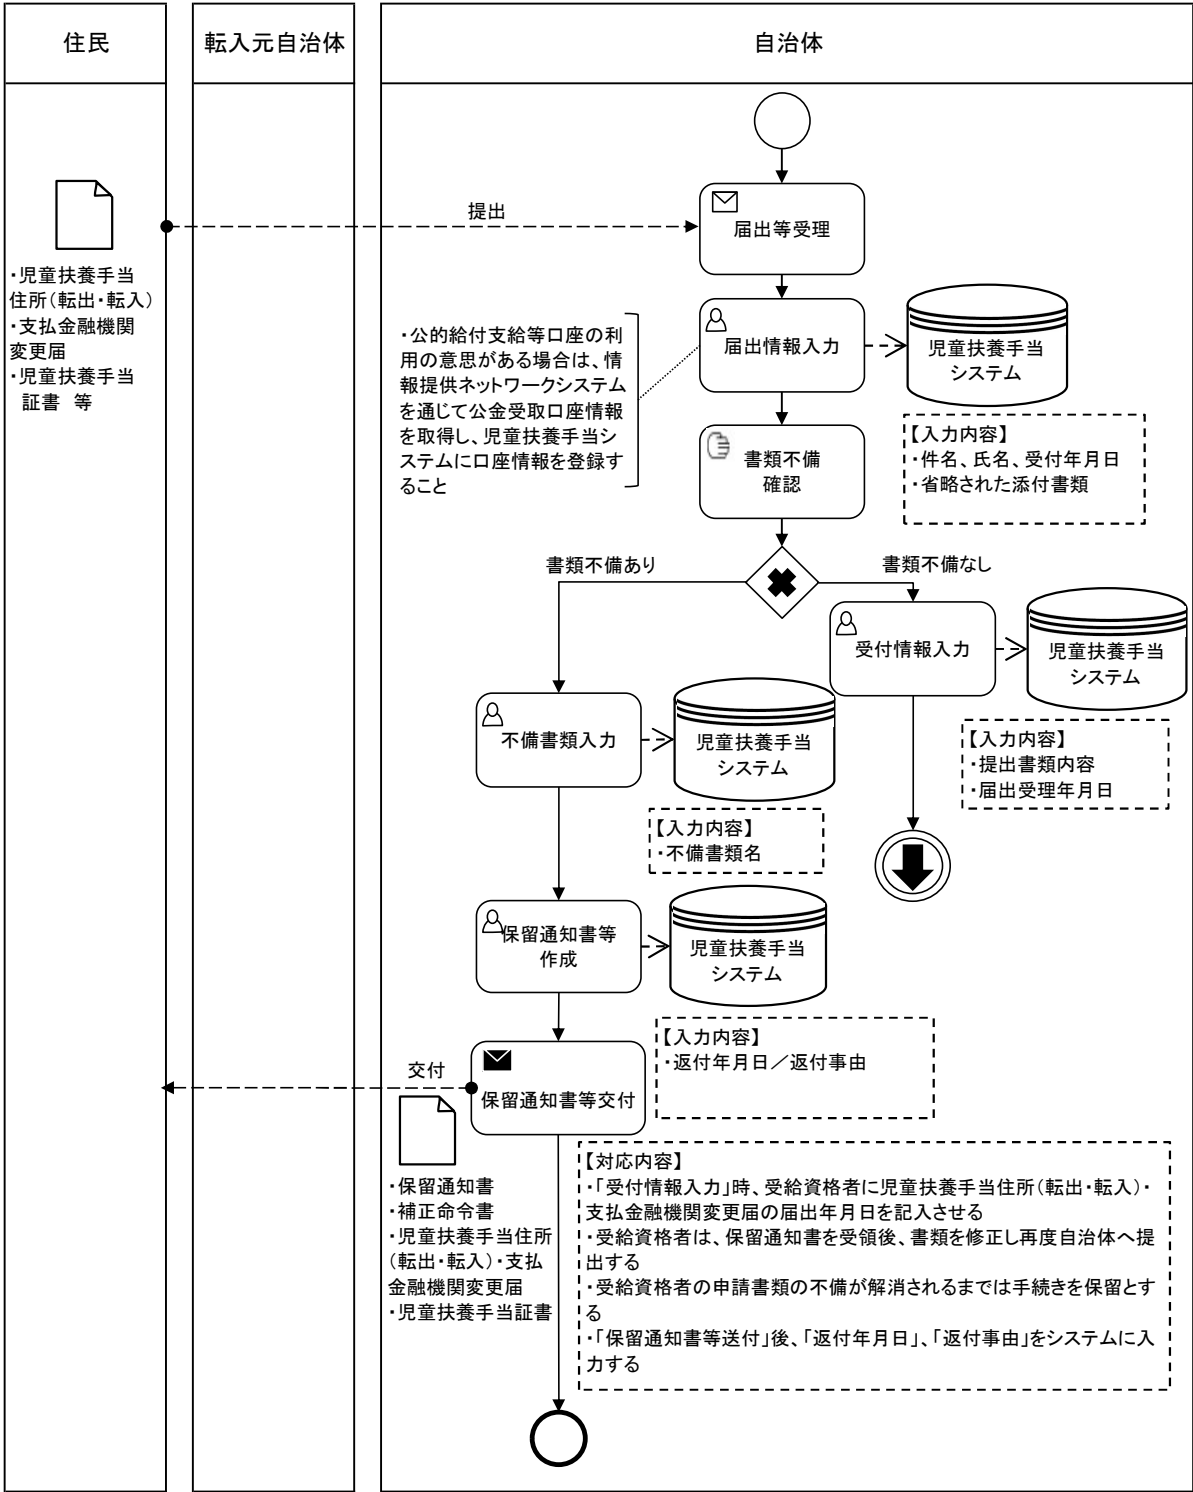 住民
転入元自治体
自治体
提出
届出等受理
・児童扶養手当
住所（転出・転入）
・支払金融機関
変更届
・児童扶養手当
証書　等
・公的給付支給等口座の利
用の意思がある場合は、情
報提供ネットワークシステム
を通じて公金受取口座情報
を取得し、児童扶養手当シ
ステムに口座情報を登録す
ること
届出情報入力
児童扶養手当
システム
【入力内容】
・件名、氏名、受付年月日
・省略された添付書類
書類不備
確認
書類不備あり
書類不備なし
受付情報入力
児童扶養手当
システム
【入力内容】
・提出書類内容
・届出受理年月日
不備書類入力
児童扶養手当
システム
【入力内容】
・不備書類名
保留通知書等
作成
児童扶養手当
システム
【入力内容】
・返付年月日／返付事由
交付
保留通知書等交付
・保留通知書
・補正命令書
・児童扶養手当住所
（転出・転入）・支払
金融機関変更届
・児童扶養手当証書
【対応内容】
・「受付情報入力」時、受給資格者に児童扶養手当住所（転出・転入）・
支払金融機関変更届の届出年月日を記入させる
・受給資格者は、保留通知書を受領後、書類を修正し再度自治体へ提
出する
・受給資格者の申請書類の不備が解消されるまでは手続きを保留とす
る
・「保留通知書等送付」後、「返付年月日」、「返付事由」をシステムに入
力する